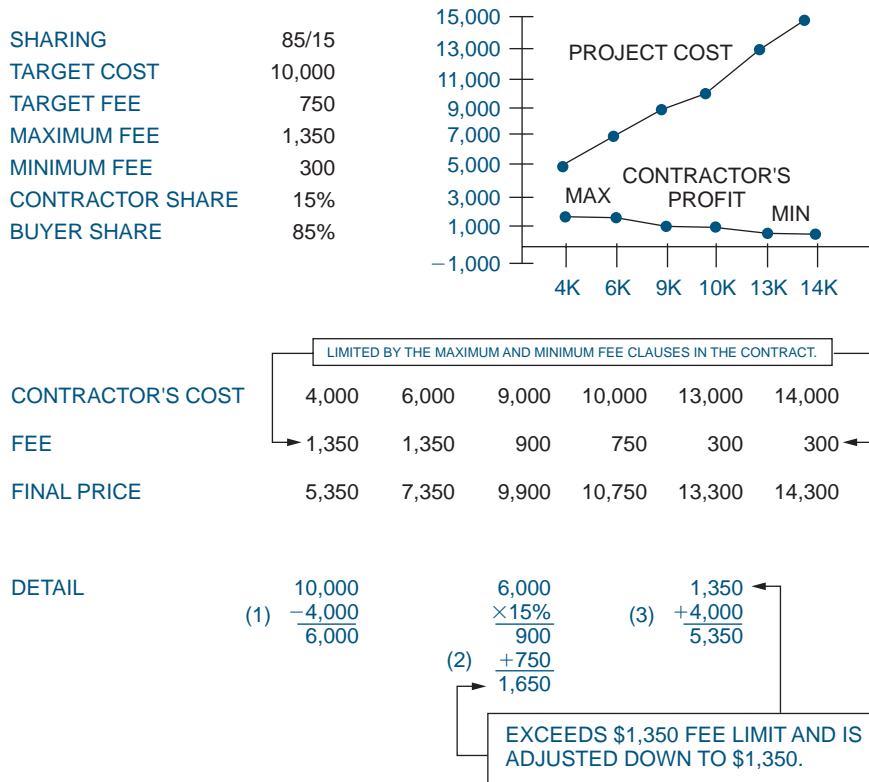 SHARING 85/15
TARGET COST 10,000
TARGET FEE 750
MAXIMUM FEE 1,350
MINIMUM FEE 300
CONTRACTOR SHARE 15%
BUYER SHARE 85%
15,000
13,000
11,000
9,000
7,000
5,000
3,000
1,000
−1,000
PROJECT COST
CONTRACTOR'S
PROFIT
MAX
MIN
4K 6K 9K 10K 13K 14K
LIMITED BY THE MAXIMUM AND MINIMUM FEE CLAUSES IN THE CONTRACT.
CONTRACTOR'S COST 4,000 6,000 9,000 10,000 13,000 14,000
FEE 1,350 1,350 900 750 300 300
FINAL PRICE 5,350 7,350 9,900 10,750 13,300 14,300
DETAIL
(1)
10,000
−4,000
6,000
(2)
6,000
×15%
900
+750
1,650
(3)
1,350
+4,000
5,350
EXCEEDS $1,350 FEE LIMIT AND IS
ADJUSTED DOWN TO $1,350.